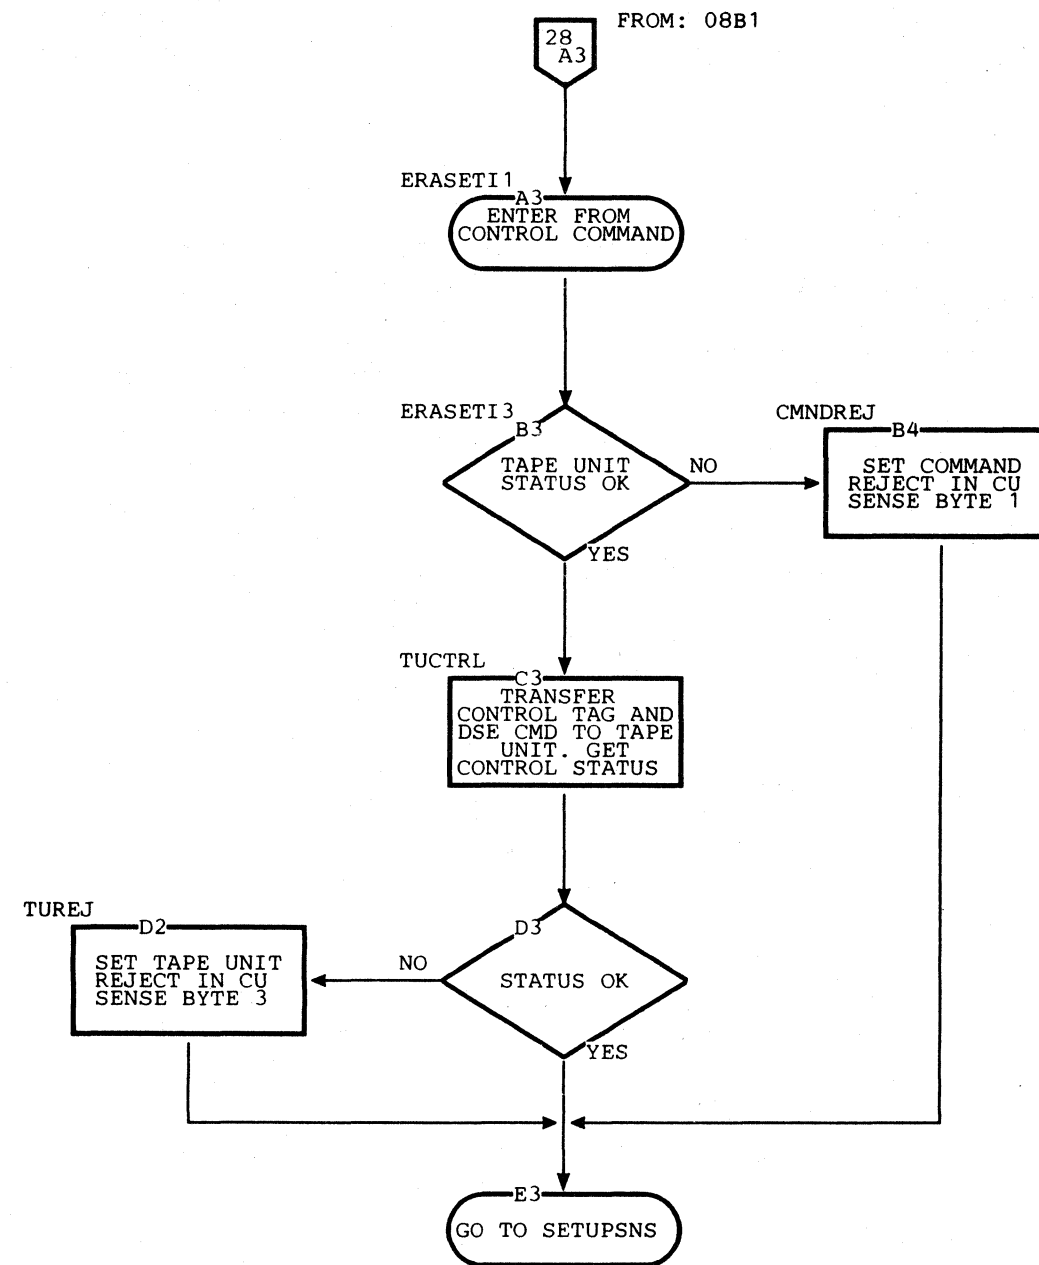 FROM: 08B1
28
A3
ERASETI1
A3
ENTER FROM
CONTROL COMMAND
ERASETI3
B3
TAPE UNIT
STATUS OK
NO
YES
CMNDREJ
B4
SET COMMAND
REJECT IN CU
SENSE BYTE 1
TUCTRL
C3
TRANSFER
CONTROL TAG AND
DSE CMD TO TAPE
UNIT. GET
CONTROL STATUS
TUREJ
D2
SET TAPE UNIT
REJECT IN CU
SENSE BYTE 3
NO
D3
STATUS OK
YES
E3
GO TO SETUPSNS